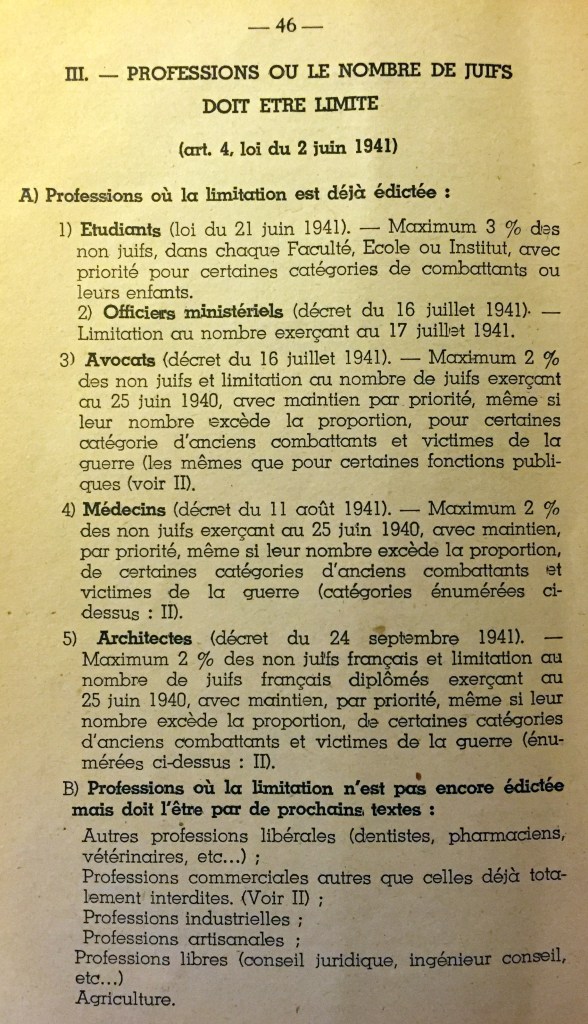 — 46 —
III. — PROFESSIONS OU LE NOMBRE DE JUIFS
DOIT ETRE LIMITE
(art. 4, loi du 2 juin 1941)
A) Professions où la limitation est déjà édictée :
1) Etudiants (loi du 21 juin 1941). — Maximum 3 % des
non juifs, dans chaque Faculté, Ecole ou Institut, avec
priorité pour certaines catégories de combattants ou
leurs enfants.
2) Officiers ministériels (décret du 16 juillet 1941). —
Limitation au nombre exerçant au 17 juillet 1941.
3) Avocats (décret du 16 juillet 1941). — Maximum 2 %
des non juifs et limitation au nombre de juifs exerçant
au 25 juin 1940, avec maintien par priorité, même si
leur nombre excède la proportion, pour certaines
catégorie d'anciens combattants et victimes de la
guerre (les mêmes que pour certaines fonctions publi-
ques (voir II).
4) Médecins (décret du 11 août 1941). — Maximum 2 %
des non juifs exerçant au 25 juin 1940, avec maintien,
par priorité, même si leur nombre excède la proportion,
de certaines catégories d'anciens combattants et
victimes de la guerre (catégories énumérées ci-
dessus : II).
5) Architectes (décret du 24 septembre 1941). —
Maximum 2 % des non juifs français et limitation au
nombre de juifs français diplômés exerçant au
25 juin 1940, avec maintien, par priorité, même si leur
nombre excède la proportion, de certaines catégories
d'anciens combattants et victimes de la guerre (énu-
mérées ci-dessus : II).
B) Professions où la limitation n'est pas encore édictée
mais doit l'être par de prochains textes :
Autres professions libérales (dentistes, pharmaciens,
vétérinaires, etc...) ;
Professions commerciales autres que celles déjà tota-
lement interdites. (Voir II) ;
Professions industrielles ;
Professions artisanales ;
Professions libres (conseil juridique, ingénieur conseil,
etc...)
Agriculture.